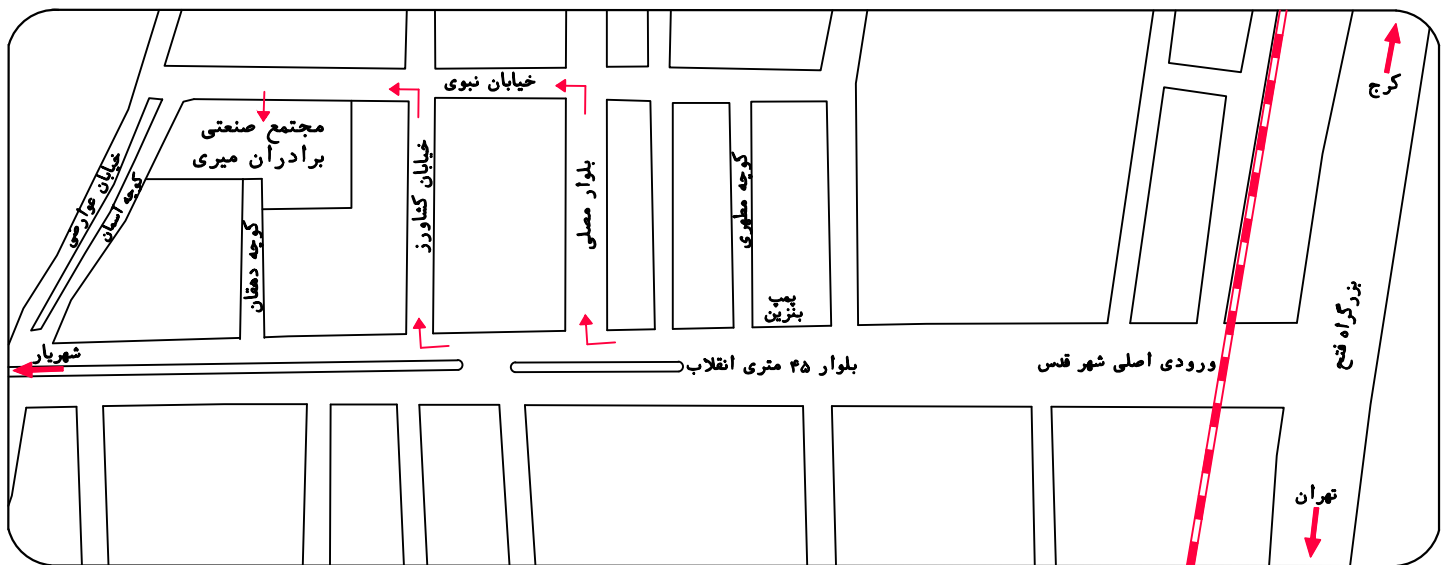 کرج
خیابان نبوی
مجتمع صنعتی
برادران میری
خیابان عوارضی
کوچه اسمان
کوچه دهقان
خیابان کشاورز
بلوار مصلی
کوچه مطهری
پمپ
بنزین
بزرگراه فتح
شهریار
بلوار ۴۵ متری انقلاب
ورودی اصلی شهر قدس
تهران